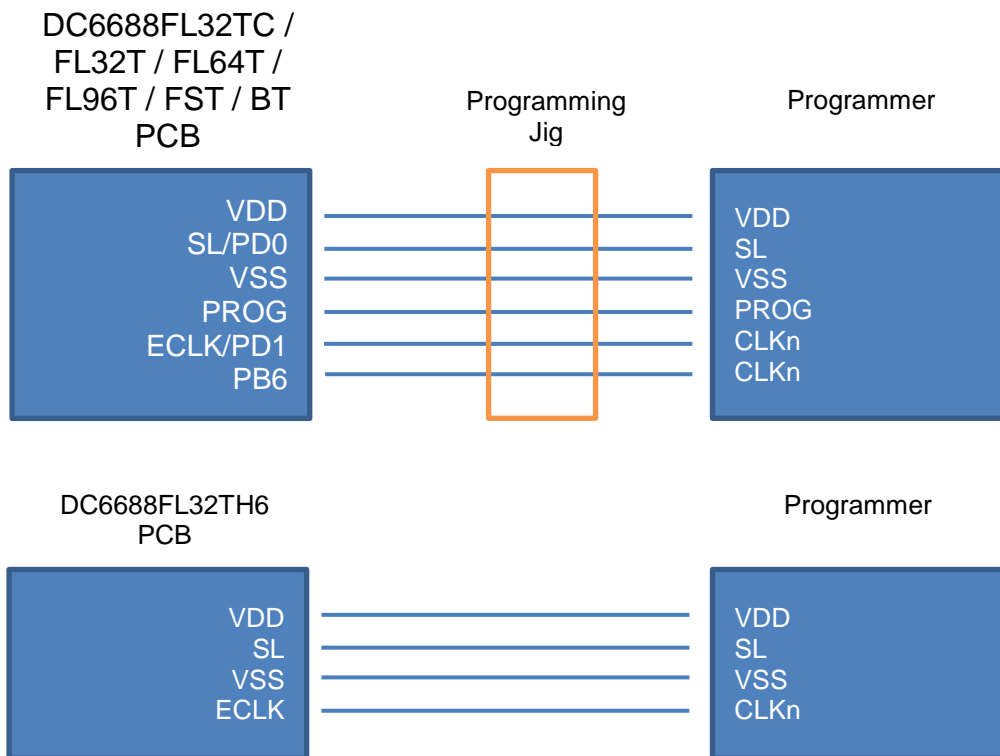 DC6688FL32TC /
FL32T / FL64T /
FL96T / FST / BT
PCB
Programming
Jig
Programmer
VDD
SL/PD0
VSS
PROG
ECLK/PD1
PB6
VDD
SL
VSS
PROG
CLKn
CLKn
DC6688FL32TH6
PCB
Programmer
VDD
SL
VSS
ECLK
VDD
SL
VSS
CLKn